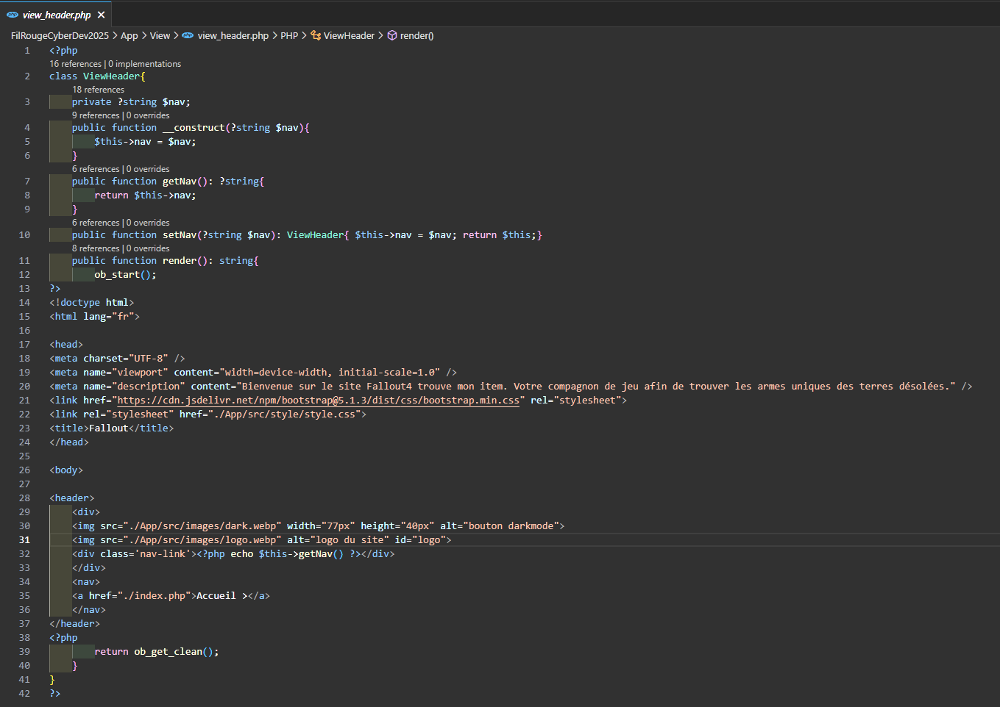 view_header.php
FilRougeCyberDev2025 > App > View > view_header.php > PHP > ViewHeader > render()
1 <?php
16 references | 0 implementations
2 class ViewHeader{
18 references
3 private ?string $nav;
9 references | 0 overrides
4 public function __construct(?string $nav){
5 $this->nav = $nav;
6 }
6 references | 0 overrides
7 public function getNav(): ?string{
8 return $this->nav;
9 }
6 references | 0 overrides
10 public function setNav(?string $nav): ViewHeader{ $this->nav = $nav; return $this;}
8 references | 0 overrides
11 public function render(): string{
12 ob_start();
13 ?>
14 <!doctype html>
15 <html lang="fr">
16
17 <head>
18 <meta charset="UTF-8" />
19 <meta name="viewport" content="width=device-width, initial-scale=1.0" />
20 <meta name="description" content="Bienvenue sur le site Fallout4 trouve mon item. Votre compagnon de jeu afin de trouver les armes uniques des terres désolées." />
21 <link href="https://cdn.jsdelivr.net/npm/bootstrap@5.1.3/dist/css/bootstrap.min.css" rel="stylesheet">
22 <link rel="stylesheet" href="./App/src/style/style.css">
23 <title>Fallout</title>
24 </head>
25
26 <body>
27
28 <header>
29 <div>
30 <img src="./App/src/images/dark.webp" width="77px" height="40px" alt="bouton darkmode">
31 <img src="./App/src/images/logo.webp" alt="logo du site" id="logo">
32 <div class='nav-link'><?php echo $this->getNav() ?></div>
33 </div>
34 <nav>
35 <a href="./index.php">Accueil ></a>
36 </nav>
37 </header>
38 <?php
39 return ob_get_clean();
40 }
41 }
42 ?>